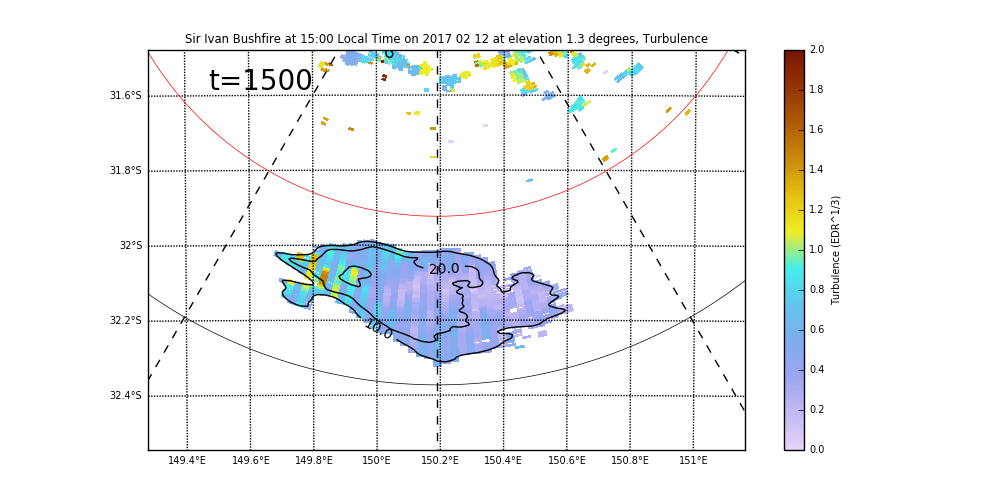 Sir Ivan Bushfire at 15:00 Local Time on 2017 02 12 at elevation 1.3 degrees, Turbulence
t=1500
31.6°S
31.8°S
32°S
32.2°S
32.4°S
20.0
10.0
149.4°E 149.6°E 149.8°E 150°E 150.2°E 150.4°E 150.6°E 150.8°E 151°E
2.0
1.8
1.6
1.4
1.2
1.0
0.8
0.6
0.4
0.2
0.0
Turbulence (EDR^1/3)